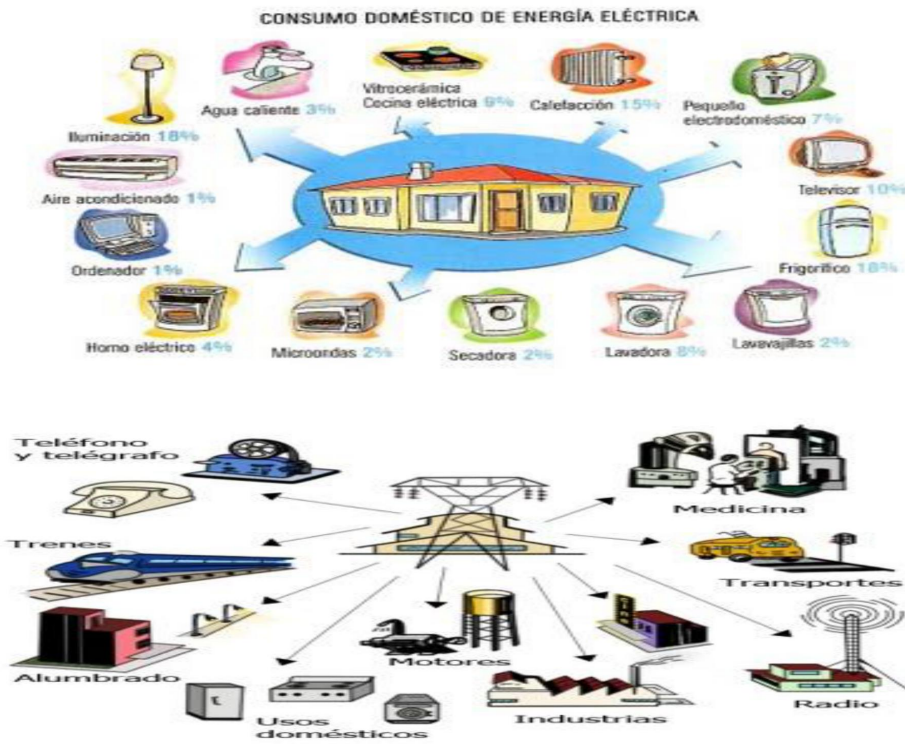 CONSUMO DOMÉSTICO DE ENERGÍA ELÉCTRICA
Iluminación 18%
Agua caliente 3%
Vitrocerámica
Cocina eléctrica 9%
Calefacción 15%
Pequeño
electrodoméstico 7%
Aire acondicionado 1%
Televisor 10%
Ordenador 1%
Frigorífico 18%
Horno eléctrico 4%
Microondas 2%
Secadora 2%
Lavadora 8%
Lavavajillas 2%
Teléfono
y telégrafo
Medicina
Trenes
Transportes
Alumbrado
Motores
Usos
domésticos
Industrias
Radio